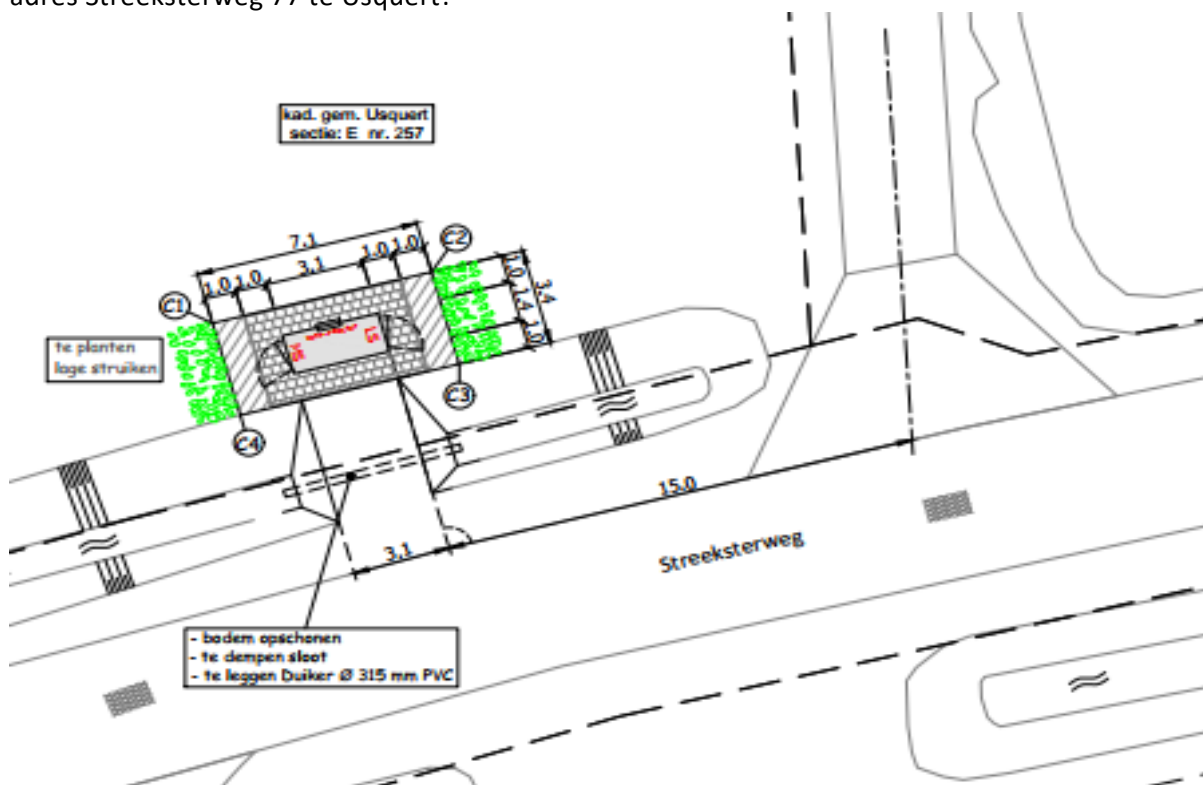 adres Streeksterweg 77 te Usquert.
kad. gem. Usquert
sectie: E nr. 257
7.1
1.0 1.0 3.1 1.0 1.0
C2
1.0
3.4
1.4
1.0
C1
te planten
lage struiken
HS
LS
C3
C4
15.0
3.1
Streeksterweg
- bodem opschonen
- te dempen sloot
- te leggen Duiker Ø 315 mm PVC